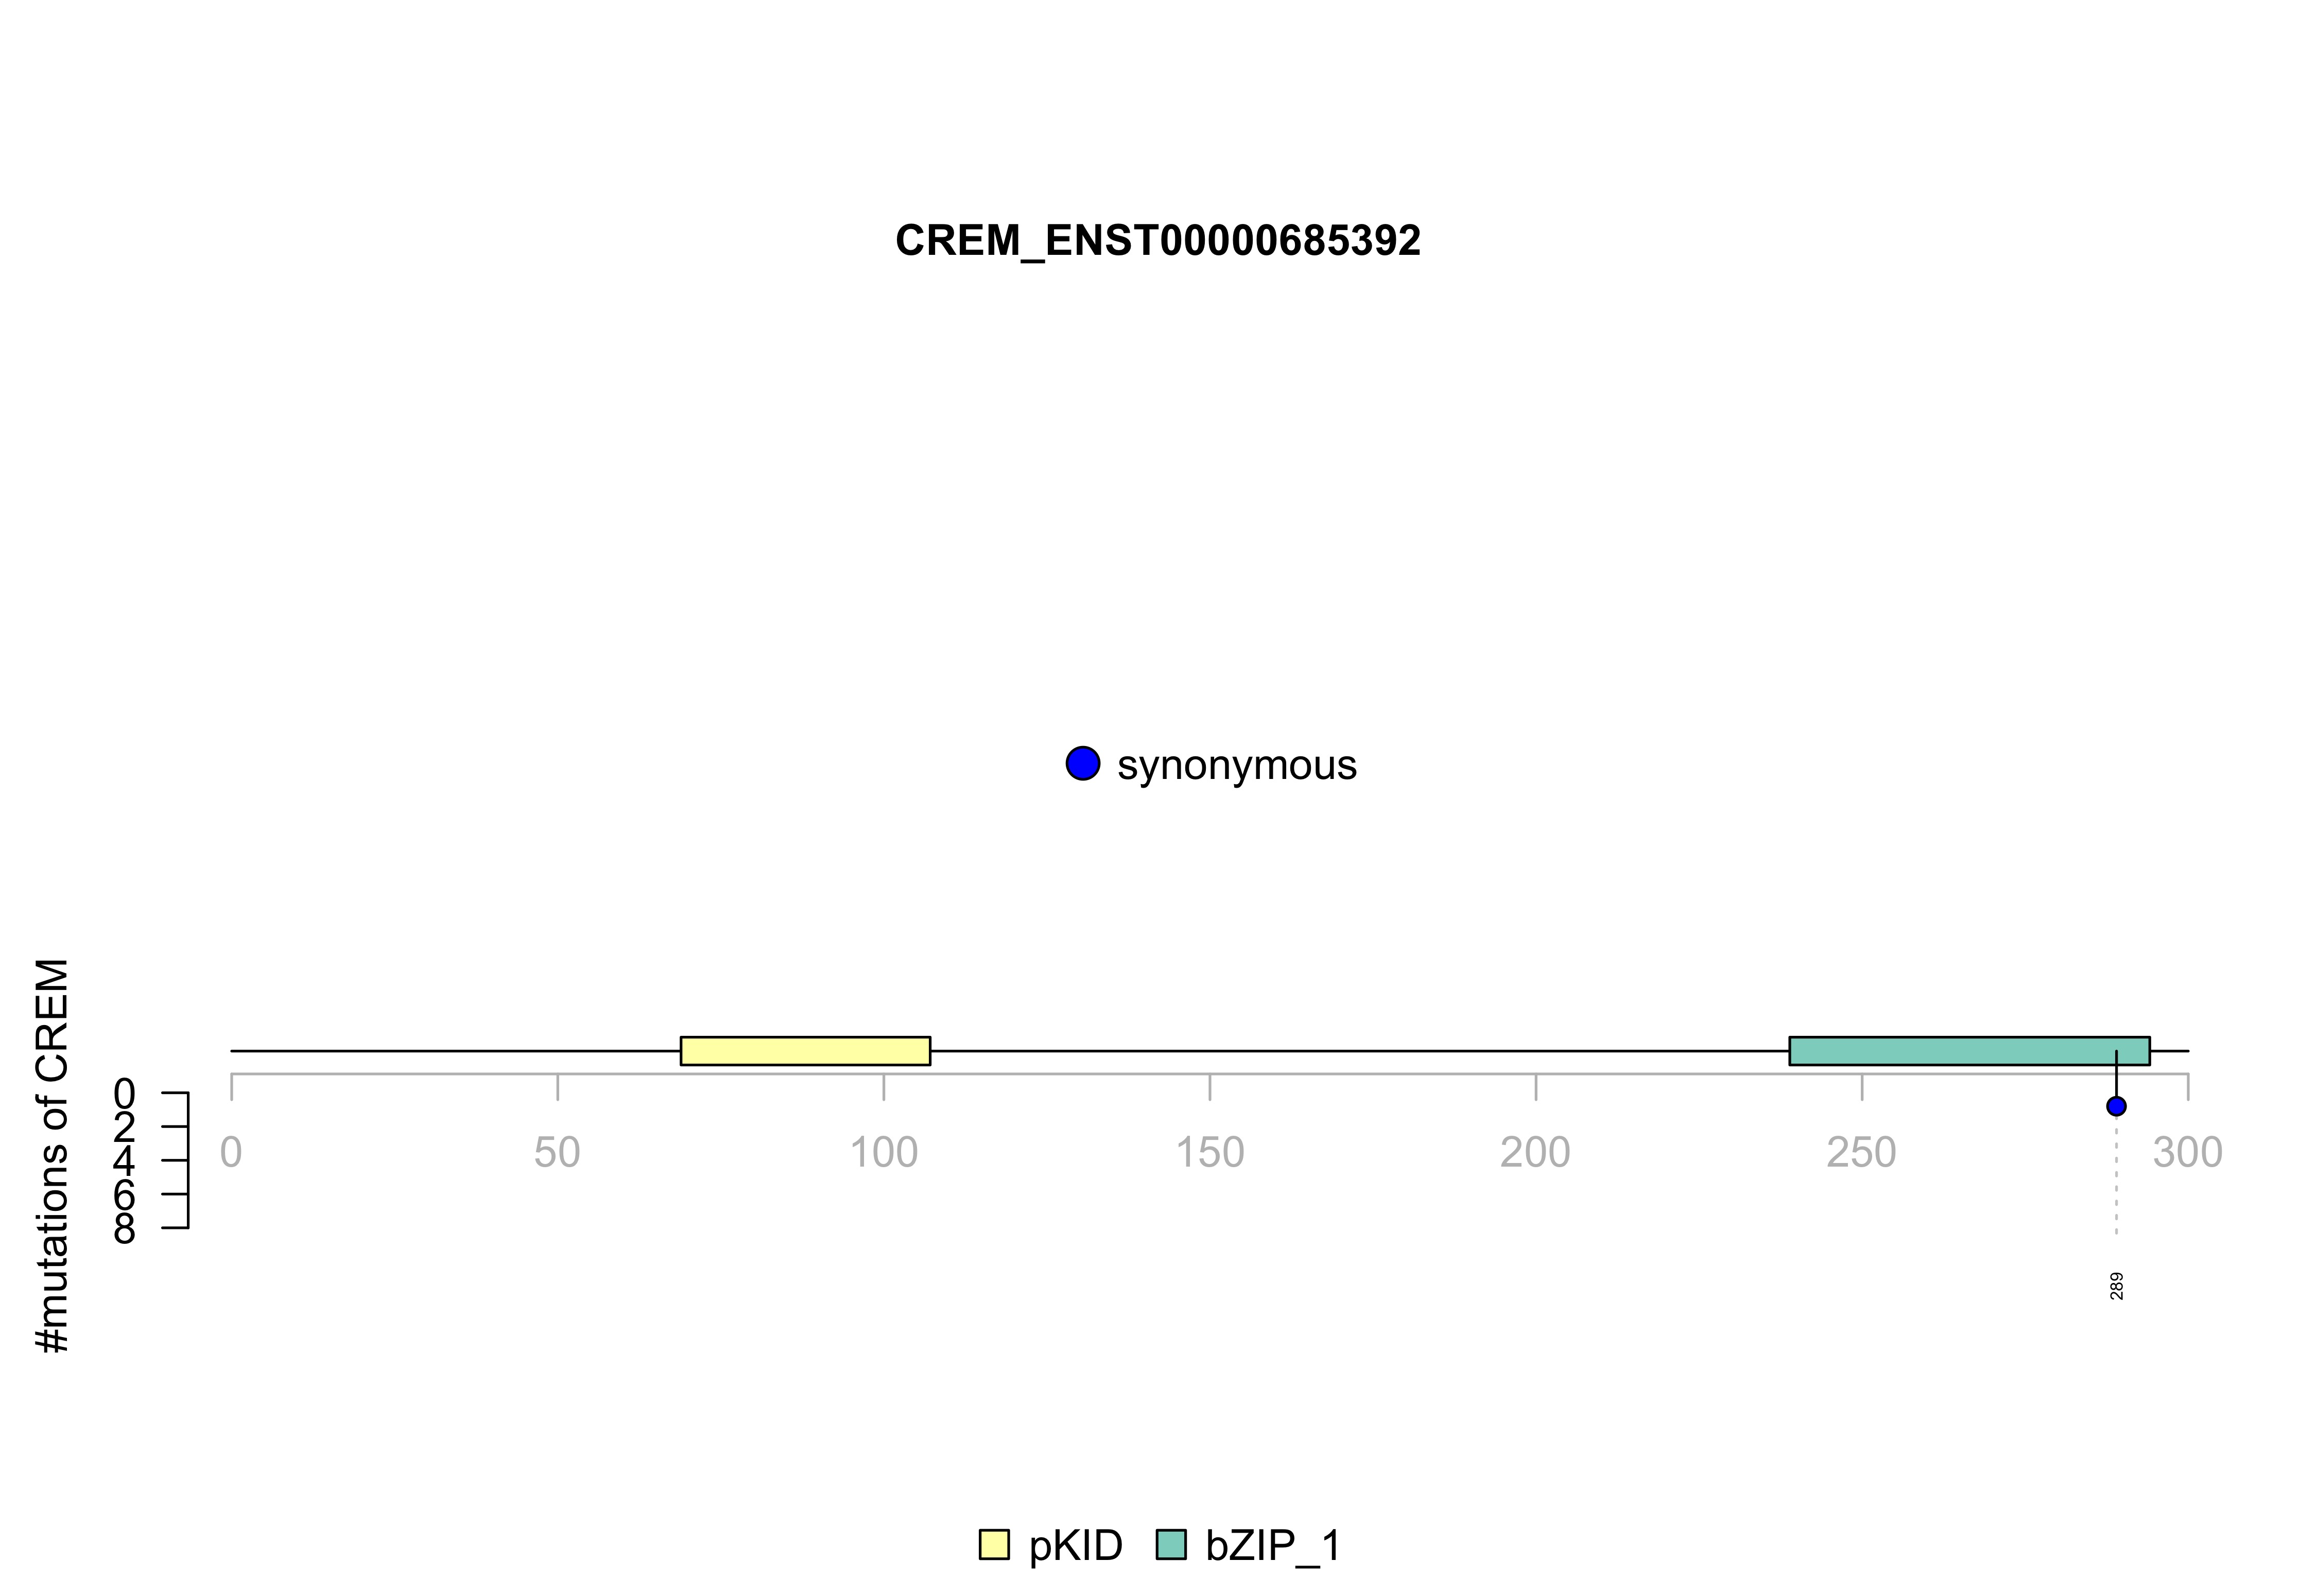 CREM_ENST00000685392
synonymous
#mutations of CREM
0
2
4
6
8
0 50 100 150 200 250 300
289
pKID bZIP_1